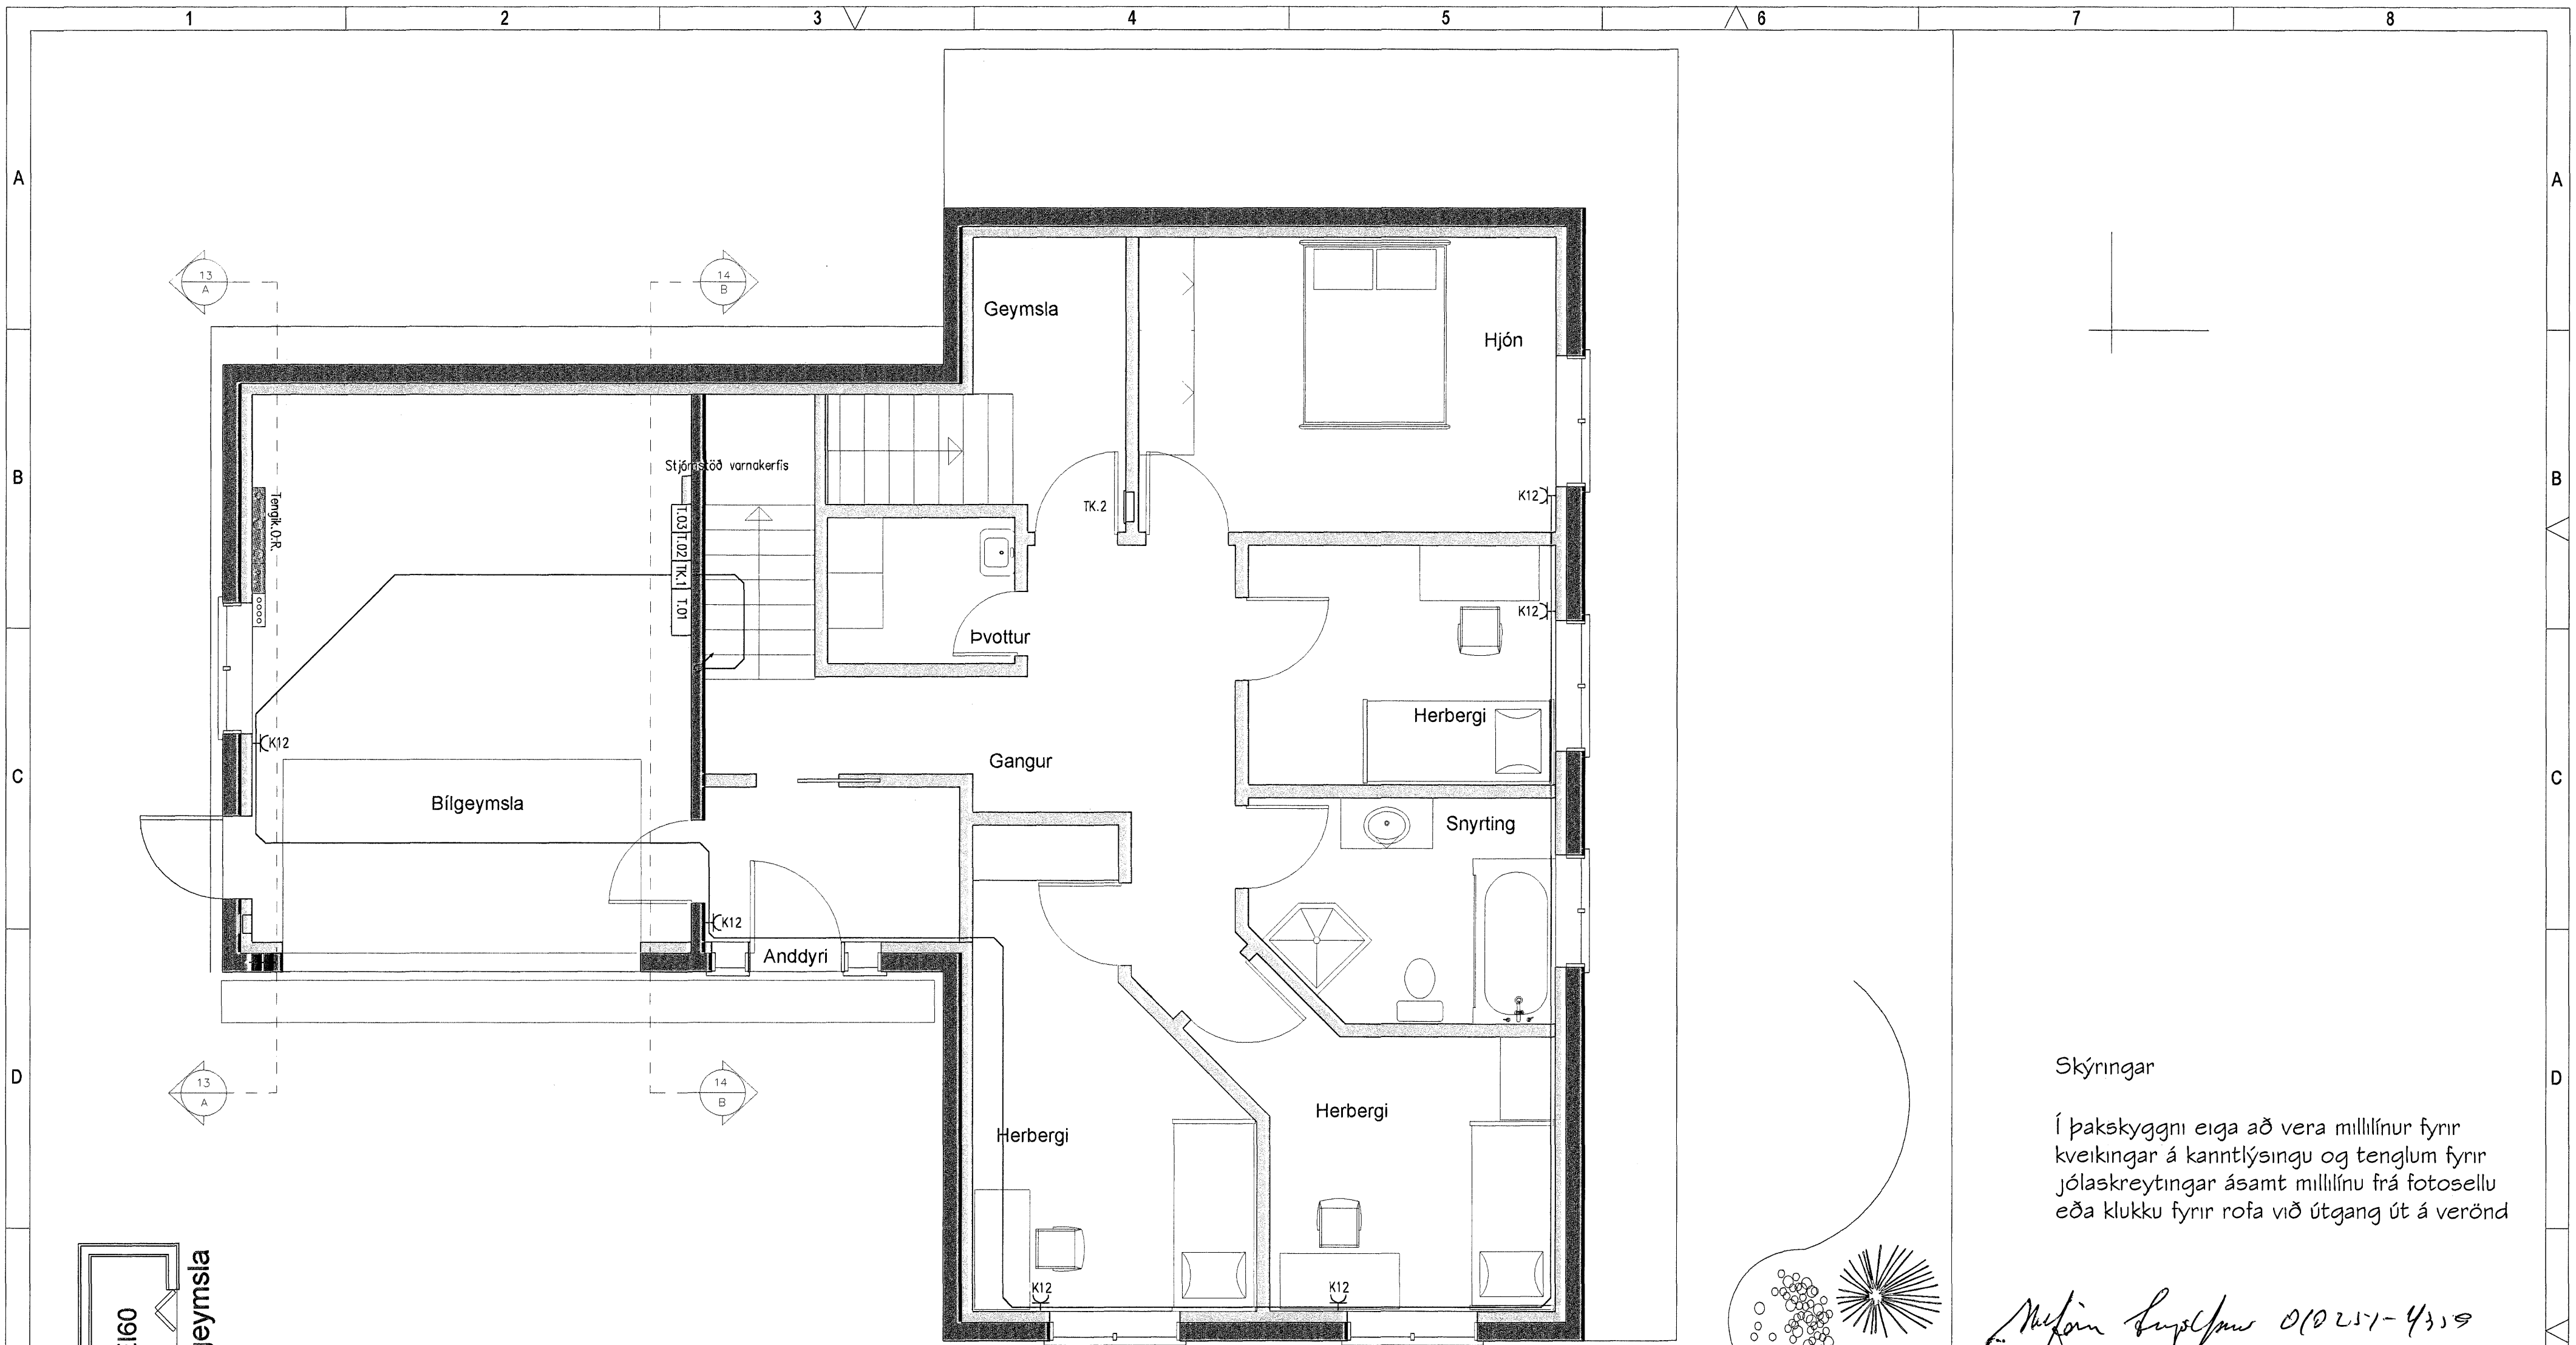 1 2 3 4 5 6 7 8
A A
13
A
14
B
Geymsla
Hjón
B B
Stjórnstöð varnakerfis
Tengik.O.R.
T.03 T.02 TK.1 T.01
TK.2
K12
K12
Þvottur
Herbergi
K12
Gangur
C C
Bílgeymsla
Snyrting
K12
Anddyri
13
A
14
B
D D
Herbergi
Herbergi
K12
K12
Skýringar
Í þakskyggni eiga að vera millilínur fyrir
kveikingar á kanntlýsingu og tenglum fyrir
jólaskreytingar ásamt millilínu frá fotosellu
eða klukku fyrir rofa við útgang út á verönd
geymsla
EI60